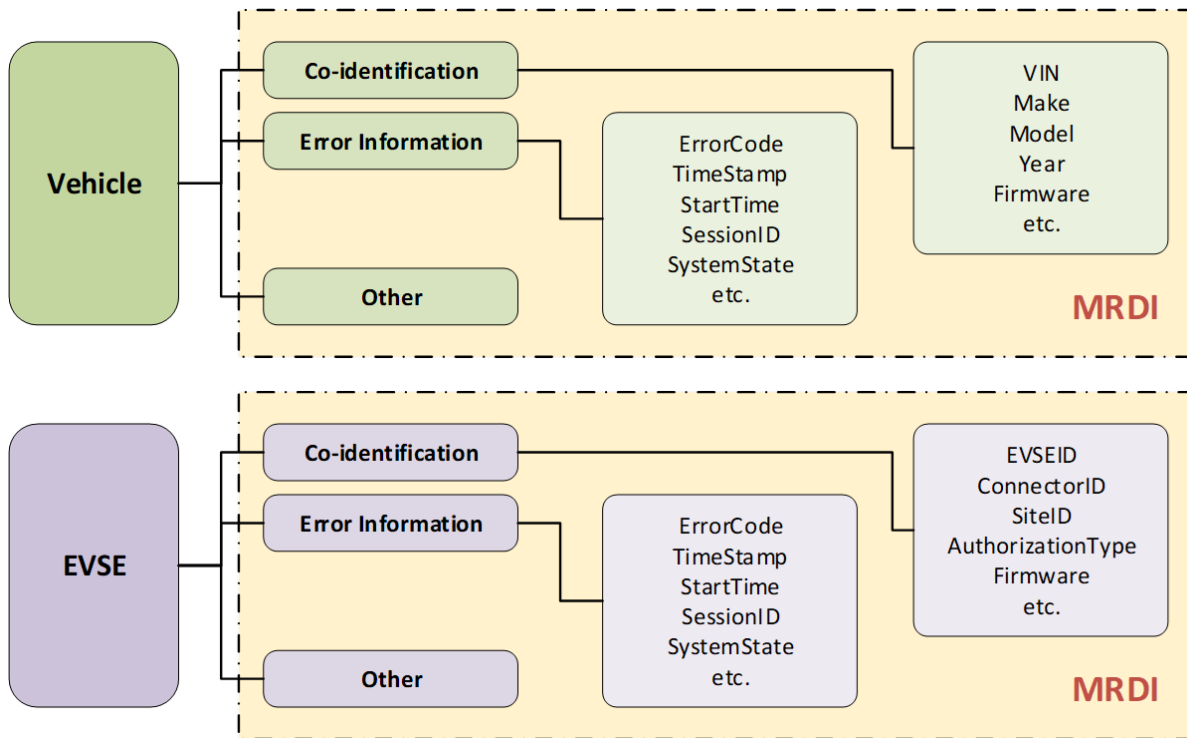 Vehicle
Co-identification
Error Information
Other
ErrorCode
TimeStamp
StartTime
SessionID
SystemState
etc.
VIN
Make
Model
Year
Firmware
etc.
MRDI
EVSE
Co-identification
Error Information
Other
ErrorCode
TimeStamp
StartTime
SessionID
SystemState
etc.
EVSEID
ConnectorID
SiteID
AuthorizationType
Firmware
etc.
MRDI